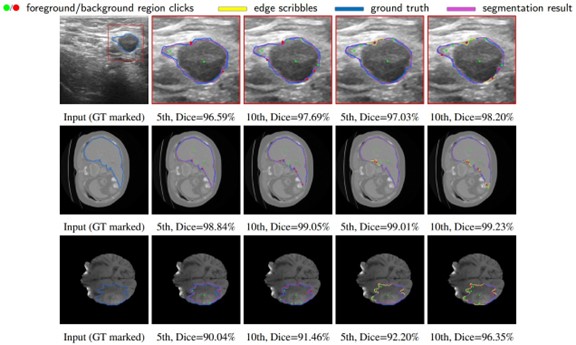 foreground/background region clicks edge scribbles ground truth segmentation result
Input (GT marked) 5th, Dice=96.59% 10th, Dice=97.69% 5th, Dice=97.03% 10th, Dice=98.20%
Input (GT marked) 5th, Dice=98.84% 10th, Dice=99.05% 5th, Dice=99.01% 10th, Dice=99.23%
Input (GT marked) 5th, Dice=90.04% 10th, Dice=91.46% 5th, Dice=92.20% 10th, Dice=96.35%